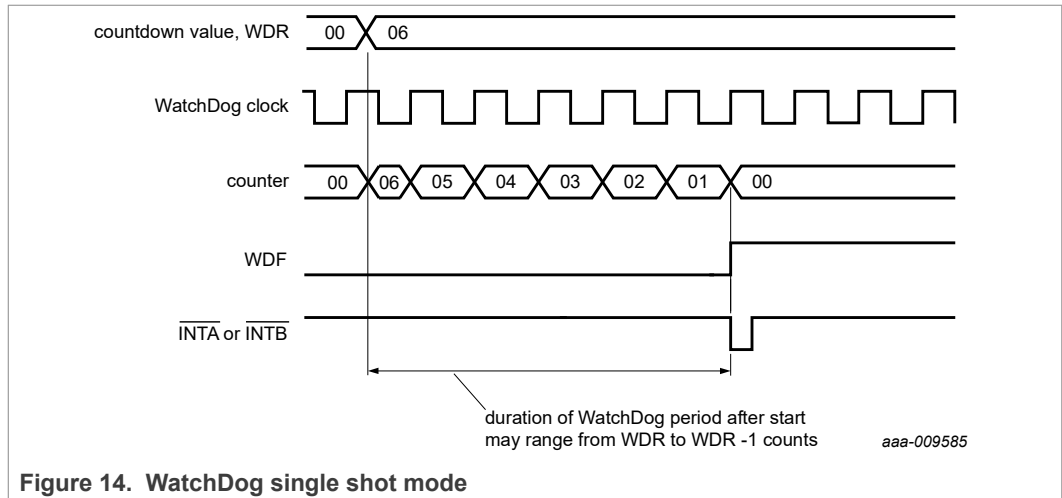 countdown value, WDR 00 06
WatchDog clock
counter 00 06 05 04 03 02 01 00
WDF
INTA or INTB
duration of WatchDog period after start
may range from WDR to WDR -1 counts
aaa-009585
Figure 14. WatchDog single shot mode